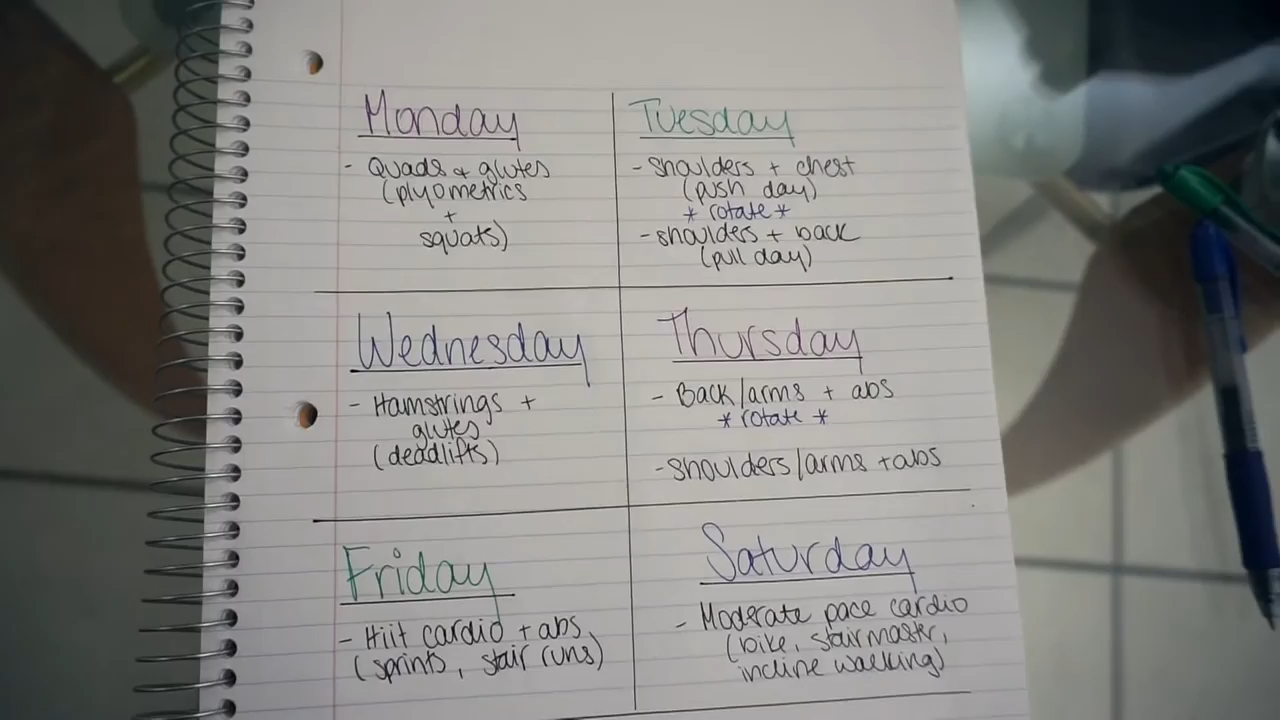 Monday
- Quads + glutes
(plyometrics
+
squats)
Tuesday
- shoulders + chest
(push day)
* rotate *
- shoulders + back
(pull day)
Wednesday
- Hamstrings +
glutes
(deadlifts)
Thursday
- Back/arms + abs
* rotate *
- shoulders/arms + abs
Friday
- Hiit cardio + abs
(sprints, stair runs)
Saturday
- Moderate pace cardio
(bike, stairmaster,
incline walking)